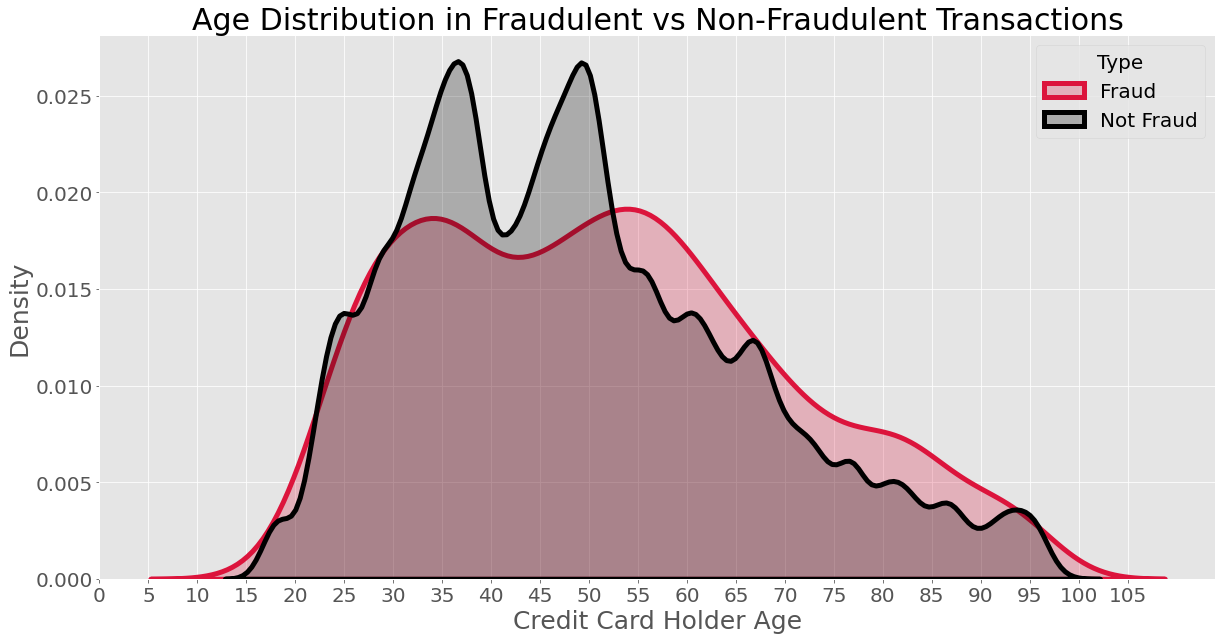 Age Distribution in Fraudulent vs Non-Fraudulent Transactions
Type
Fraud
Not Fraud
Density
0.025
0.020
0.015
0.010
0.005
0.000
0 5 10 15 20 25 30 35 40 45 50 55 60 65 70 75 80 85 90 95 100 105
Credit Card Holder Age